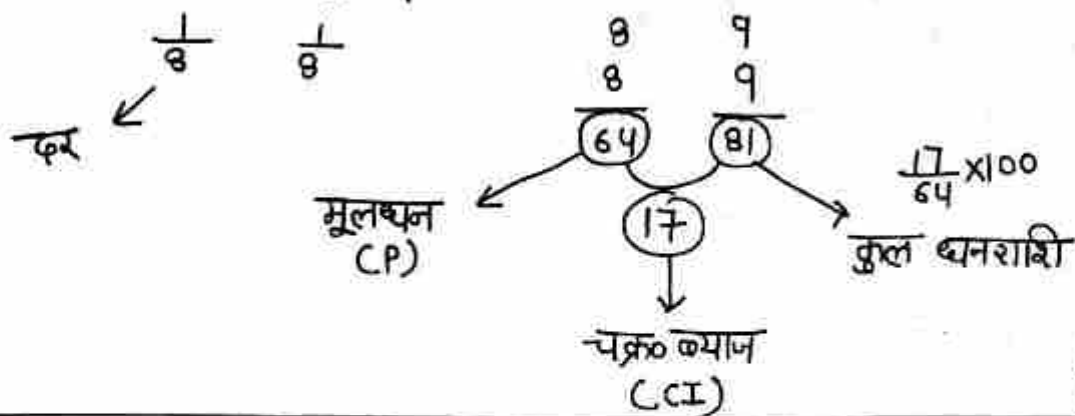 1/8 1/8 8 9
8 9
दर 64 81
17/64 ×100
मूलधन 17 कुल धनराशि
(P)
चक्र० ब्याज
(CI)